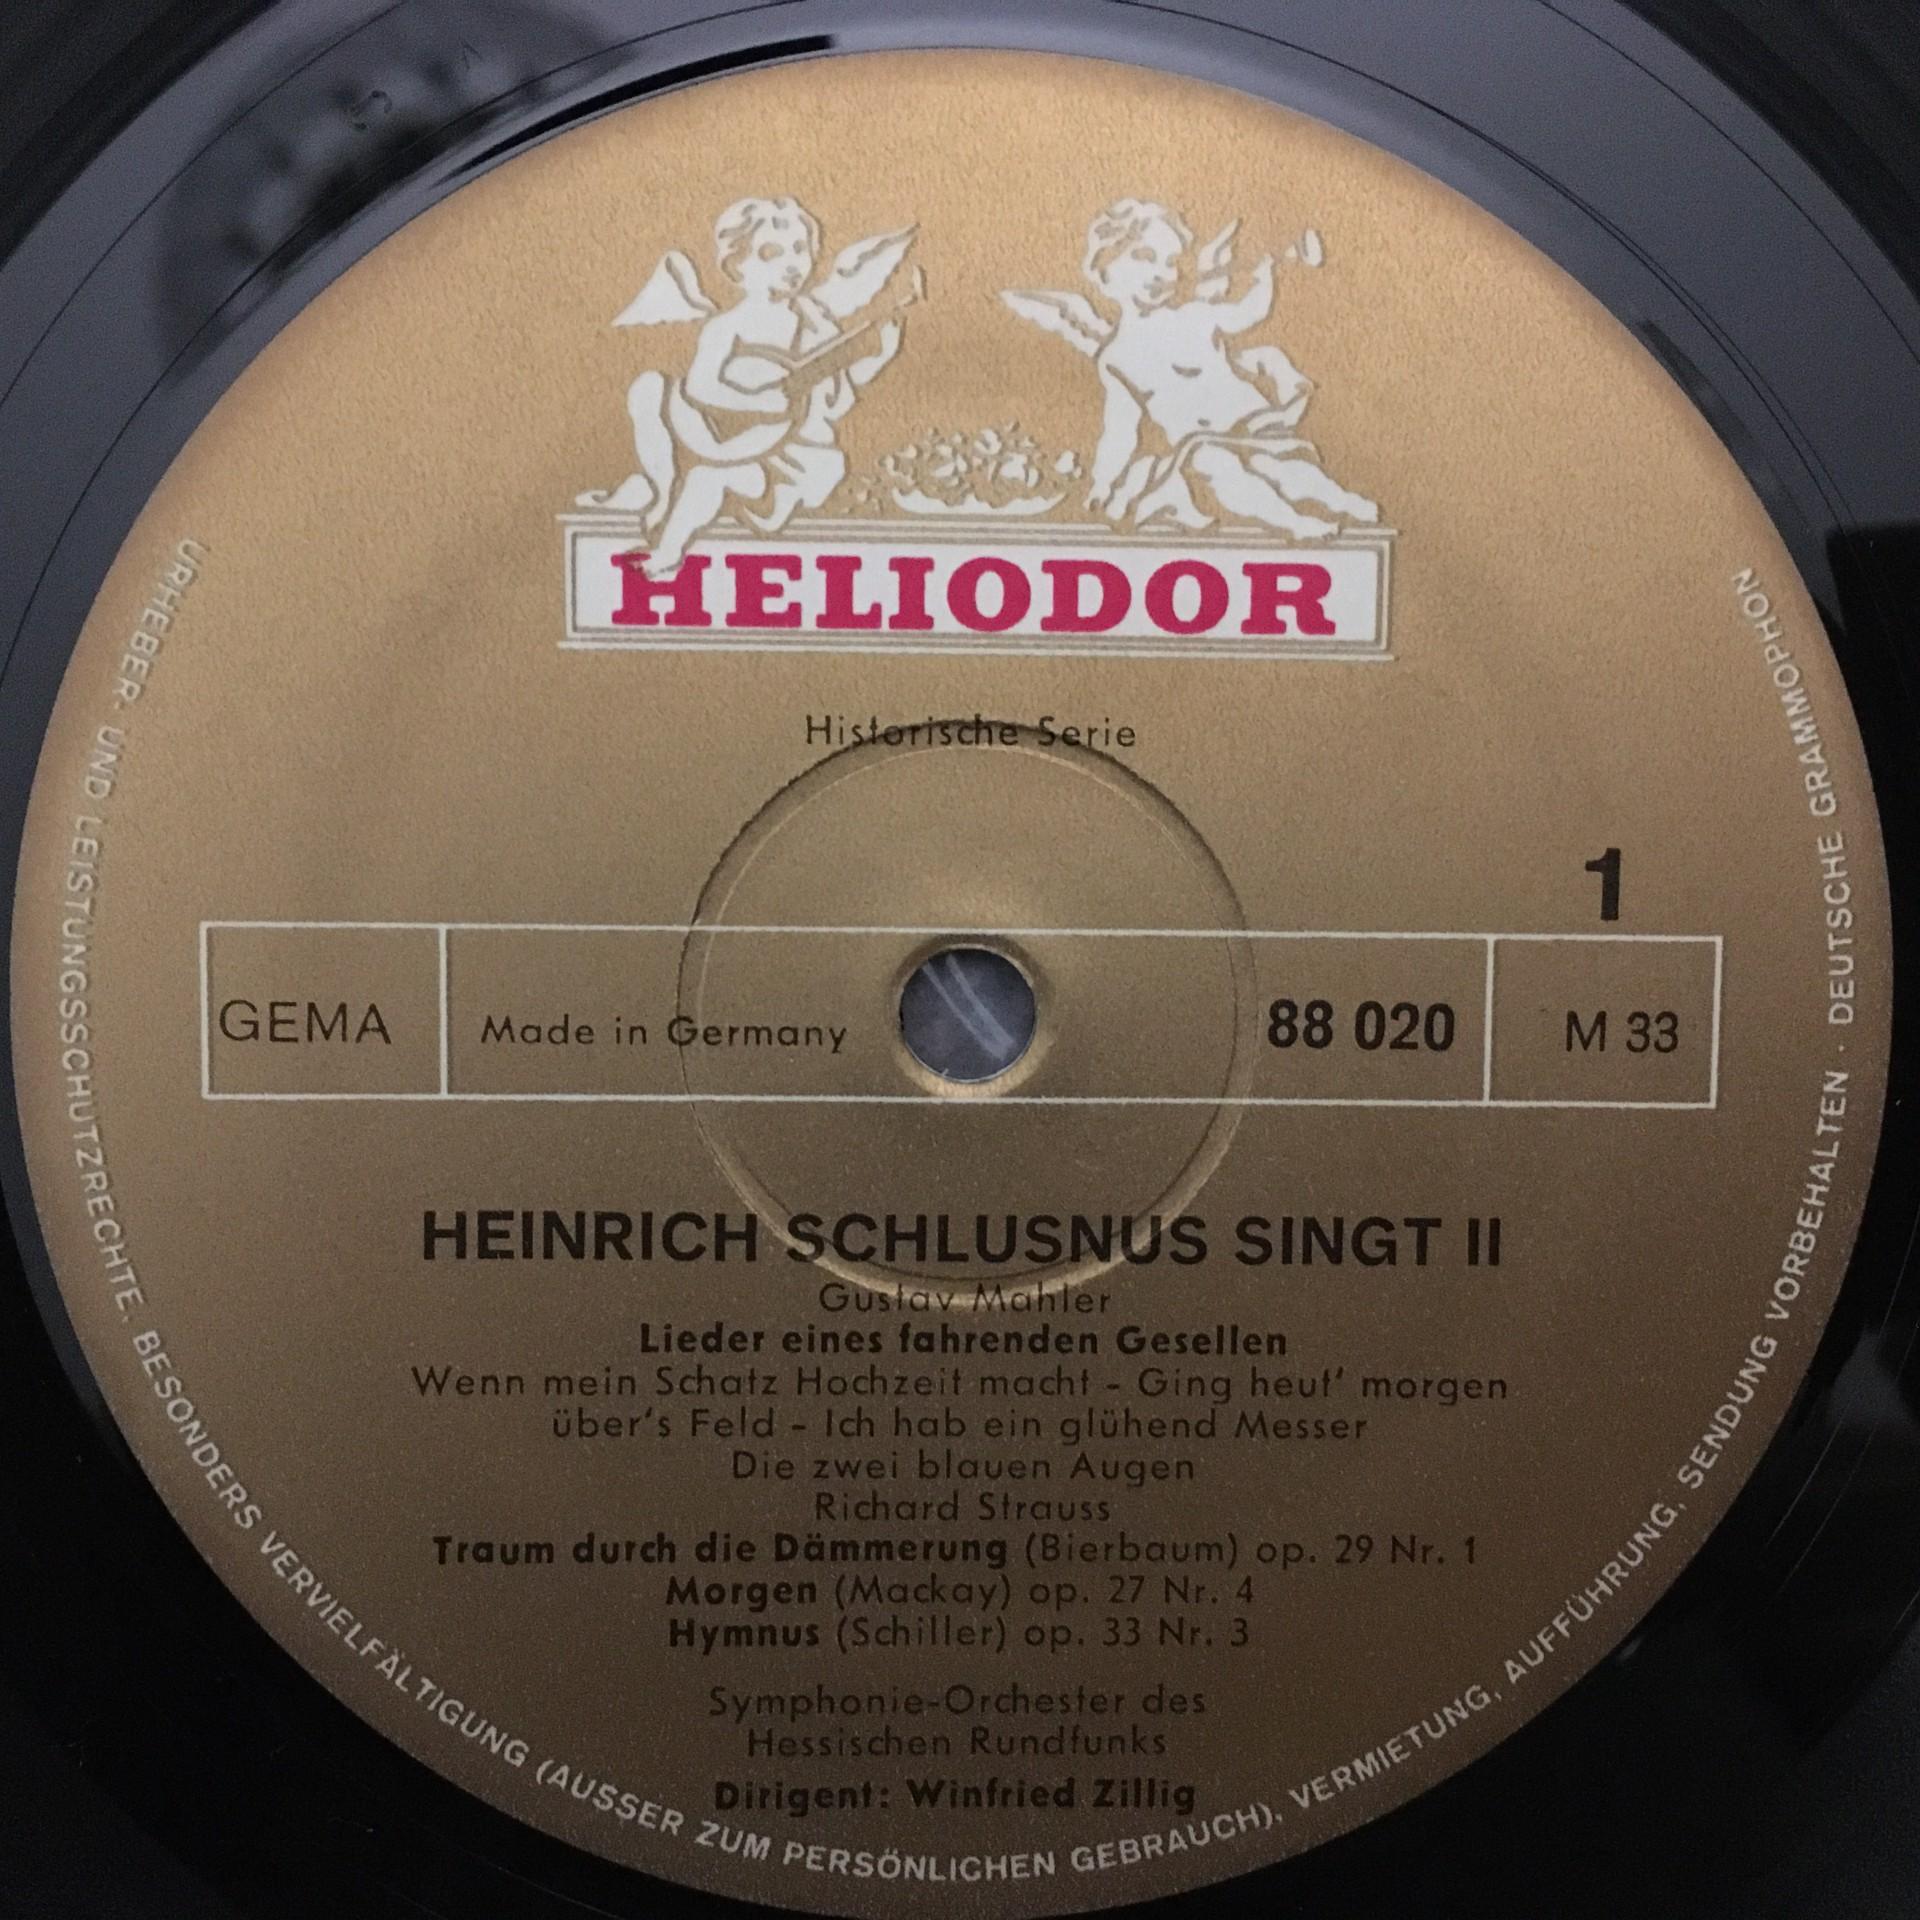 HELIODOR
Historische Serie
1
GEMA
Made in Germany
88 020
M 33
HEINRICH SCHLUSNUS SINGT II
Gustav Mahler
Lieder eines fahrenden Gesellen
Wenn mein Schatz Hochzeit macht - Ging heut' morgen
über's Feld - Ich hab ein glühend Messer
Die zwei blauen Augen
Richard Strauss
Traum durch die Dämmerung (Bierbaum) op. 29 Nr. 1
Morgen (Mackay) op. 27 Nr. 4
Hymnus (Schiller) op. 33 Nr. 3
Symphonie-Orchester des
Hessischen Rundfunks
Dirigent: Winfried Zillig
URHEBER- UND LEISTUNGSSCHUTZRECHTE, BESONDERS VERVIELFÄLTIGUNG (AUSSER ZUM PERSÖNLICHEN GEBRAUCH), VERMIETUNG, AUFFÜHRUNG, SENDUNG VORBEHALTEN · DEUTSCHE GRAMMOPHON